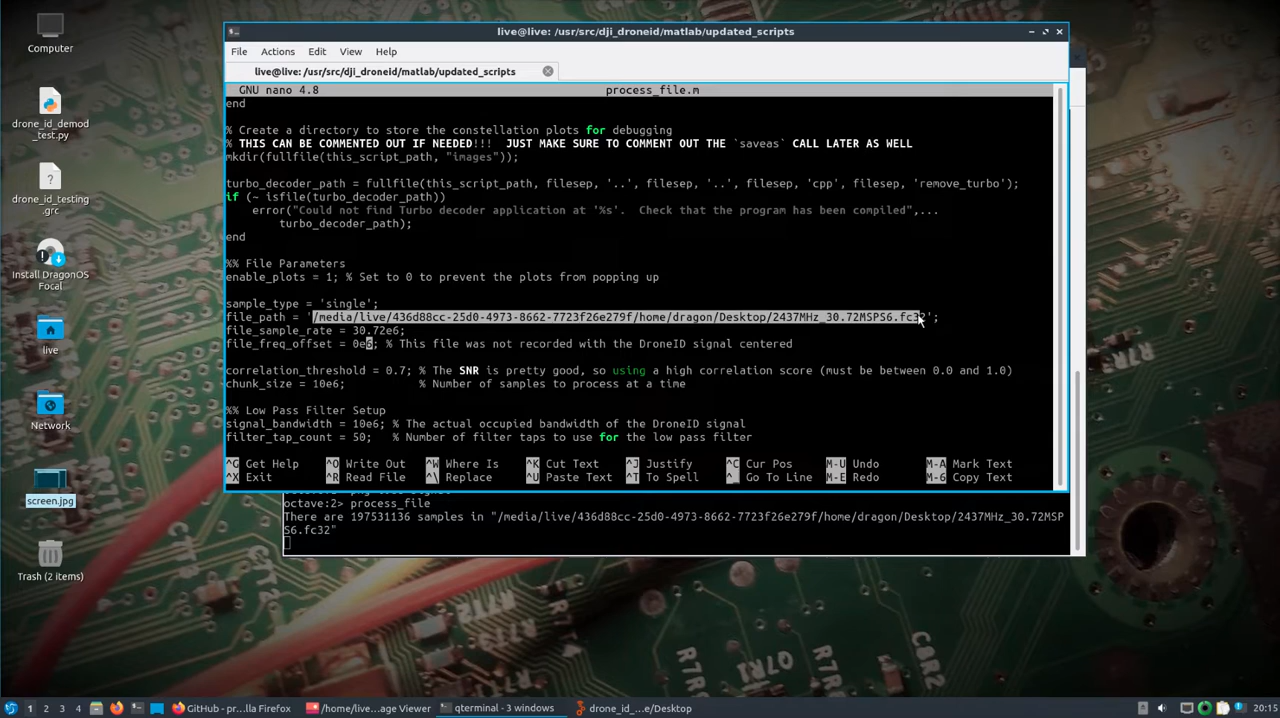 Computer
drone_id_demod
_test.py
drone_id_testing
.grc
Install DragonOS
Focal
live
Network
screen.jpg
Trash (2 items)
live@live: /usr/src/dji_droneid/matlab/updated_scripts
File Actions Edit View Help
live@live: /usr/src/dji_droneid/matlab/updated_scripts
GNU nano 4.8 process_file.m
end
% Create a directory to store the constellation plots for debugging
% THIS CAN BE COMMENTED OUT IF NEEDED!!! JUST MAKE SURE TO COMMENT OUT THE `saveas` CALL LATER AS WELL
mkdir(fullfile(this_script_path, "images"));
turbo_decoder_path = fullfile(this_script_path, filesep, '..', filesep, '..', filesep, 'cpp', filesep, 'remove_turbo');
if (~ isfile(turbo_decoder_path))
error("Could not find Turbo decoder application at '%s'. Check that the program has been compiled",...
turbo_decoder_path);
end
%% File Parameters
enable_plots = 1; % Set to 0 to prevent the plots from popping up
sample_type = 'single';
file_path = '/media/live/436d88cc-25d0-4973-8662-7723f26e279f/home/dragon/Desktop/2437MHz_30.72MSPS6.fc32';
file_sample_rate = 30.72e6;
file_freq_offset = 0e6; % This file was not recorded with the DroneID signal centered
correlation_threshold = 0.7; % The SNR is pretty good, so using a high correlation score (must be between 0.0 and 1.0)
chunk_size = 10e6; % Number of samples to process at a time
%% Low Pass Filter Setup
signal_bandwidth = 10e6; % The actual occupied bandwidth of the DroneID signal
filter_tap_count = 50; % Number of filter taps to use for the low pass filter
^G Get Help ^O Write Out ^W Where Is ^K Cut Text ^J Justify ^C Cur Pos M-U Undo M-A Mark Text
^X Exit ^R Read File ^\ Replace ^U Paste Text ^T To Spell ^_ Go To Line M-E Redo M-6 Copy Text
octave:2> process_file
There are 197531136 samples in "/media/live/436d88cc-25d0-4973-8662-7723f26e279f/home/dragon/Desktop/2437MHz_30.72MSP
S6.fc32"
1 2 3 4 GitHub - pr...lla Firefox /home/live...age Viewer qterminal - 3 windows drone_id_...e/Desktop 20:15